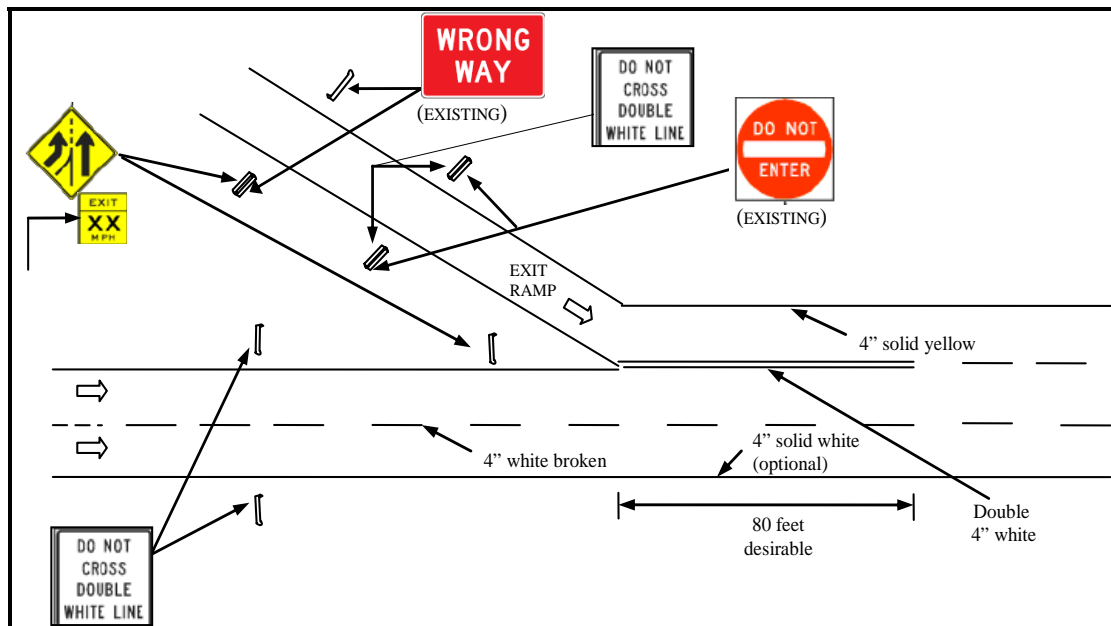 WRONG
WAY
(EXISTING)
DO NOT
CROSS
DOUBLE
WHITE LINE
DO NOT
ENTER
(EXISTING)
EXIT
XX
MPH
EXIT
RAMP
4” solid yellow
4” white broken
4” solid white
(optional)
Double
4” white
80 feet
desirable
DO NOT
CROSS
DOUBLE
WHITE LINE